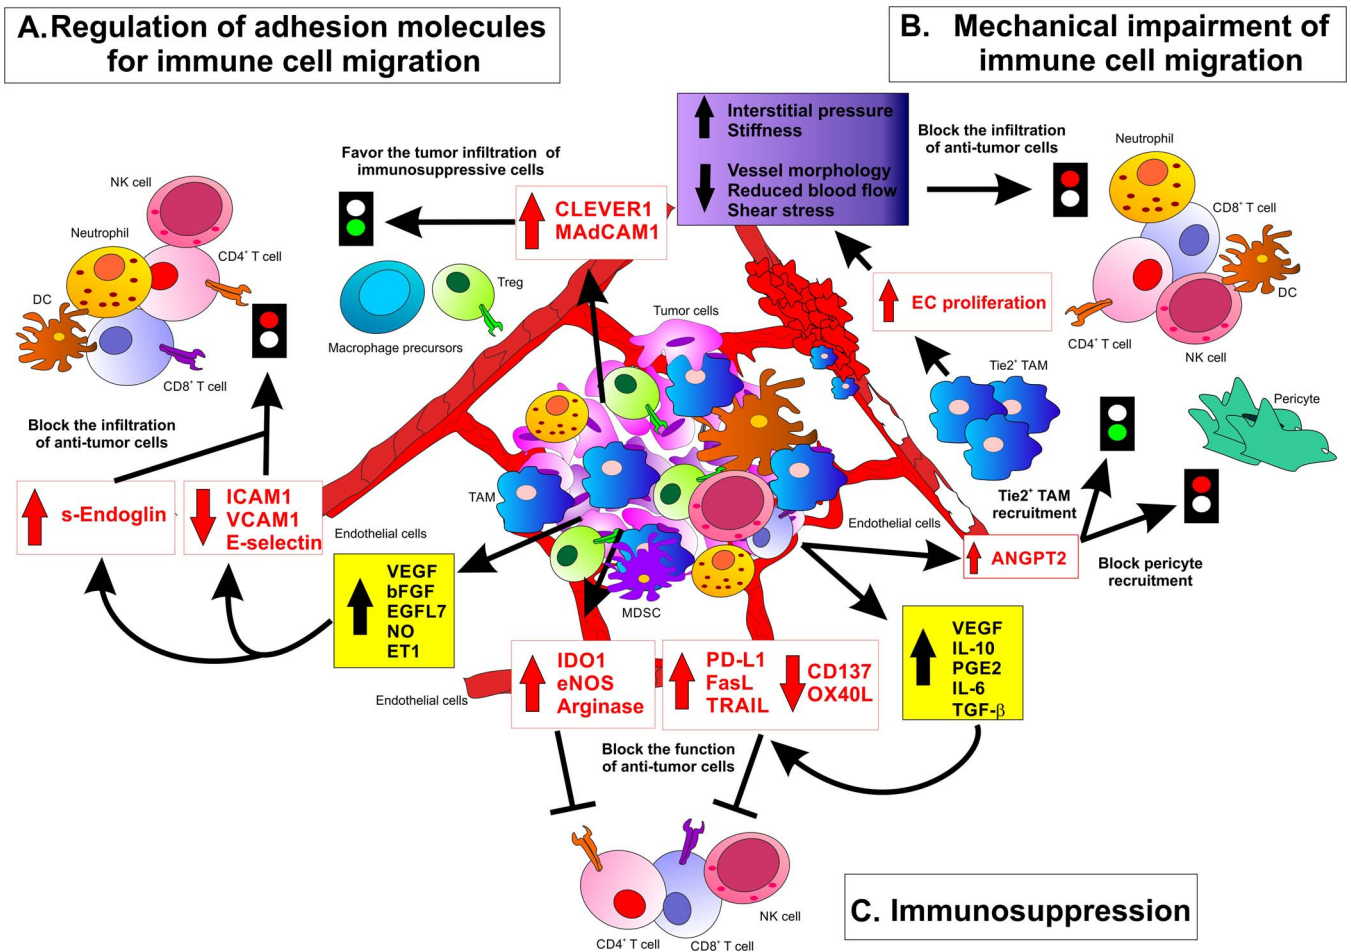 A. Regulation of adhesion molecules
for immune cell migration
B. Mechanical impairment of
immune cell migration
Interstitial pressure
Stiffness
Vessel morphology
Reduced blood flow
Shear stress
Block the infiltration
of anti-tumor cells
Neutrophil
CD8⁺ T cell
DC
CD4⁺ T cell
NK cell
Favor the tumor infiltration of
immunosuppressive cells
CLEVER1
MAdCAM1
NK cell
Neutrophil
CD4⁺ T cell
DC
CD8⁺ T cell
Treg
Macrophage precursors
Tumor cells
EC proliferation
Tie2⁺ TAM
Pericyte
Block the infiltration
of anti-tumor cells
s-Endoglin
ICAM1
VCAM1
E-selectin
TAM
Endothelial cells
Endothelial cells
Tie2⁺ TAM
recruitment
ANGPT2
Block pericyte
recruitment
VEGF
bFGF
EGFL7
NO
ET1
MDSC
VEGF
IL-10
PGE2
IL-6
TGF-β
Endothelial cells
IDO1
eNOS
Arginase
PD-L1
FasL
TRAIL
CD137
OX40L
Block the function
of anti-tumor cells
CD4⁺ T cell
CD8⁺ T cell
NK cell
C. Immunosuppression